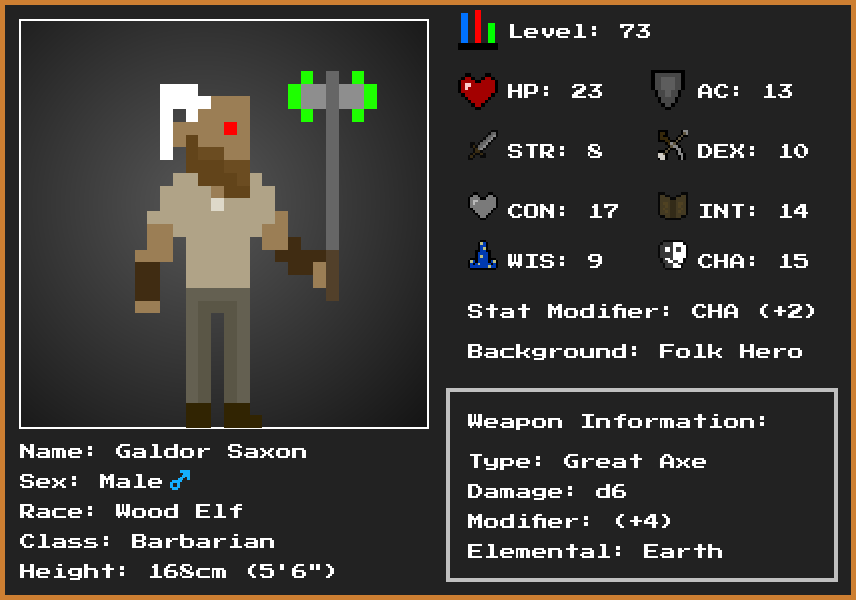 Level: 73
HP: 23 AC: 13
STR: 8 DEX: 10
CON: 17 INT: 14
WIS: 9 CHA: 15
Stat Modifier: CHA (+2)
Background: Folk Hero
Weapon Information:
Type: Great Axe
Damage: d6
Modifier: (+4)
Elemental: Earth
Name: Galdor Saxon
Sex: Male ♂
Race: Wood Elf
Class: Barbarian
Height: 168cm (5'6")